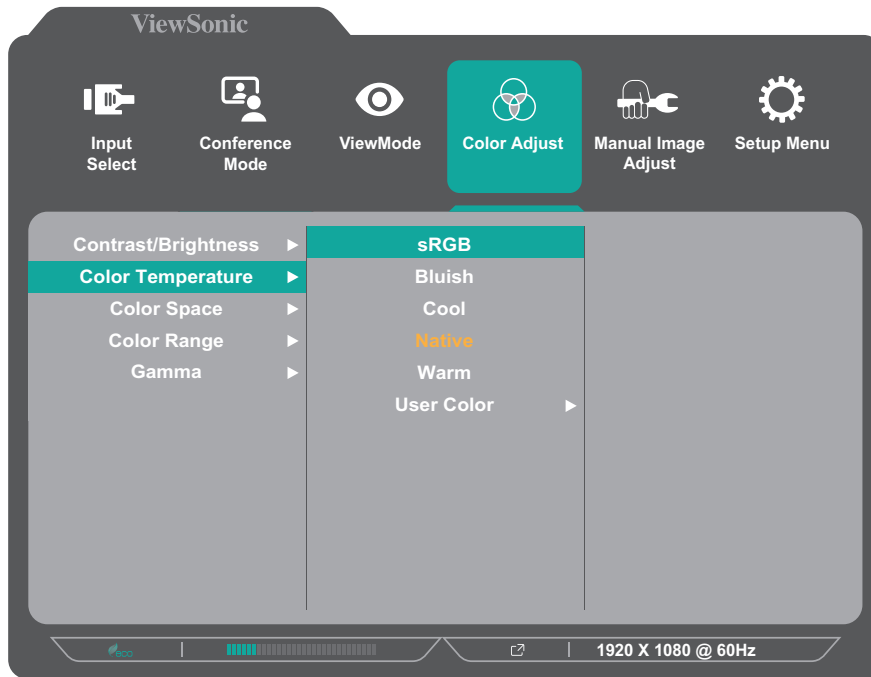 ViewSonic
Input
Select
Conference
Mode
ViewMode
Color Adjust
Manual Image
Adjust
Setup Menu
Contrast/Brightness
Color Temperature
Color Space
Color Range
Gamma
sRGB
Bluish
Cool
Native
Warm
User Color
eco
1920 X 1080 @ 60Hz